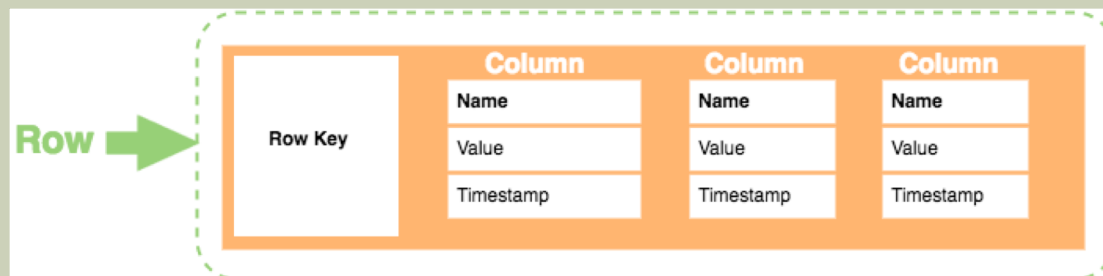 Column Column Column
Name Name Name
Row Row Key
Value Value Value
Timestamp Timestamp Timestamp